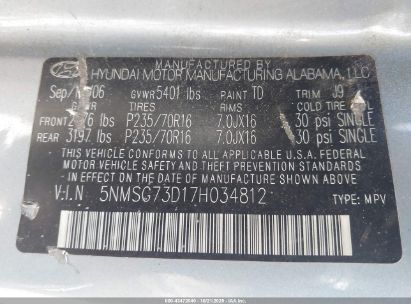 MANUFACTURED BY
HYUNDAI MOTOR MANUFACTURING ALABAMA, LLC
GVWR 5401 lbs PAINT TD TRIM J9
TIRES RIMS COLD TIRE
FRONT P235/70R16 7.0JX16 30 psi SINGLE
REAR 3197 lbs P235/70R16 7.0JX16 30 psi SINGLE
THIS VEHICLE CONFORMS TO ALL APPLICABLE U.S. FEDERAL
MOTOR VEHICLE SAFETY AND THEFT PREVENTION STANDARDS
IN EFFECT ON THE DATE OF MANUFACTURE SHOWN ABOVE.
V.I.N 5NMSG73D17H034812 TYPE: MPV